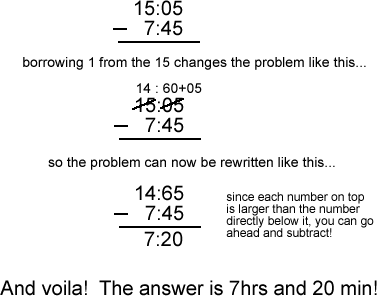 15:05
– 7:45
borrowing 1 from the 15 changes the problem like this...
14 : 60+05
15:05
– 7:45
so the problem can now be rewritten like this...
14:65
– 7:45
7:20
since each number on top
is larger than the number
directly below it, you can go
ahead and subtract!
And voila!  The answer is 7hrs and 20 min!